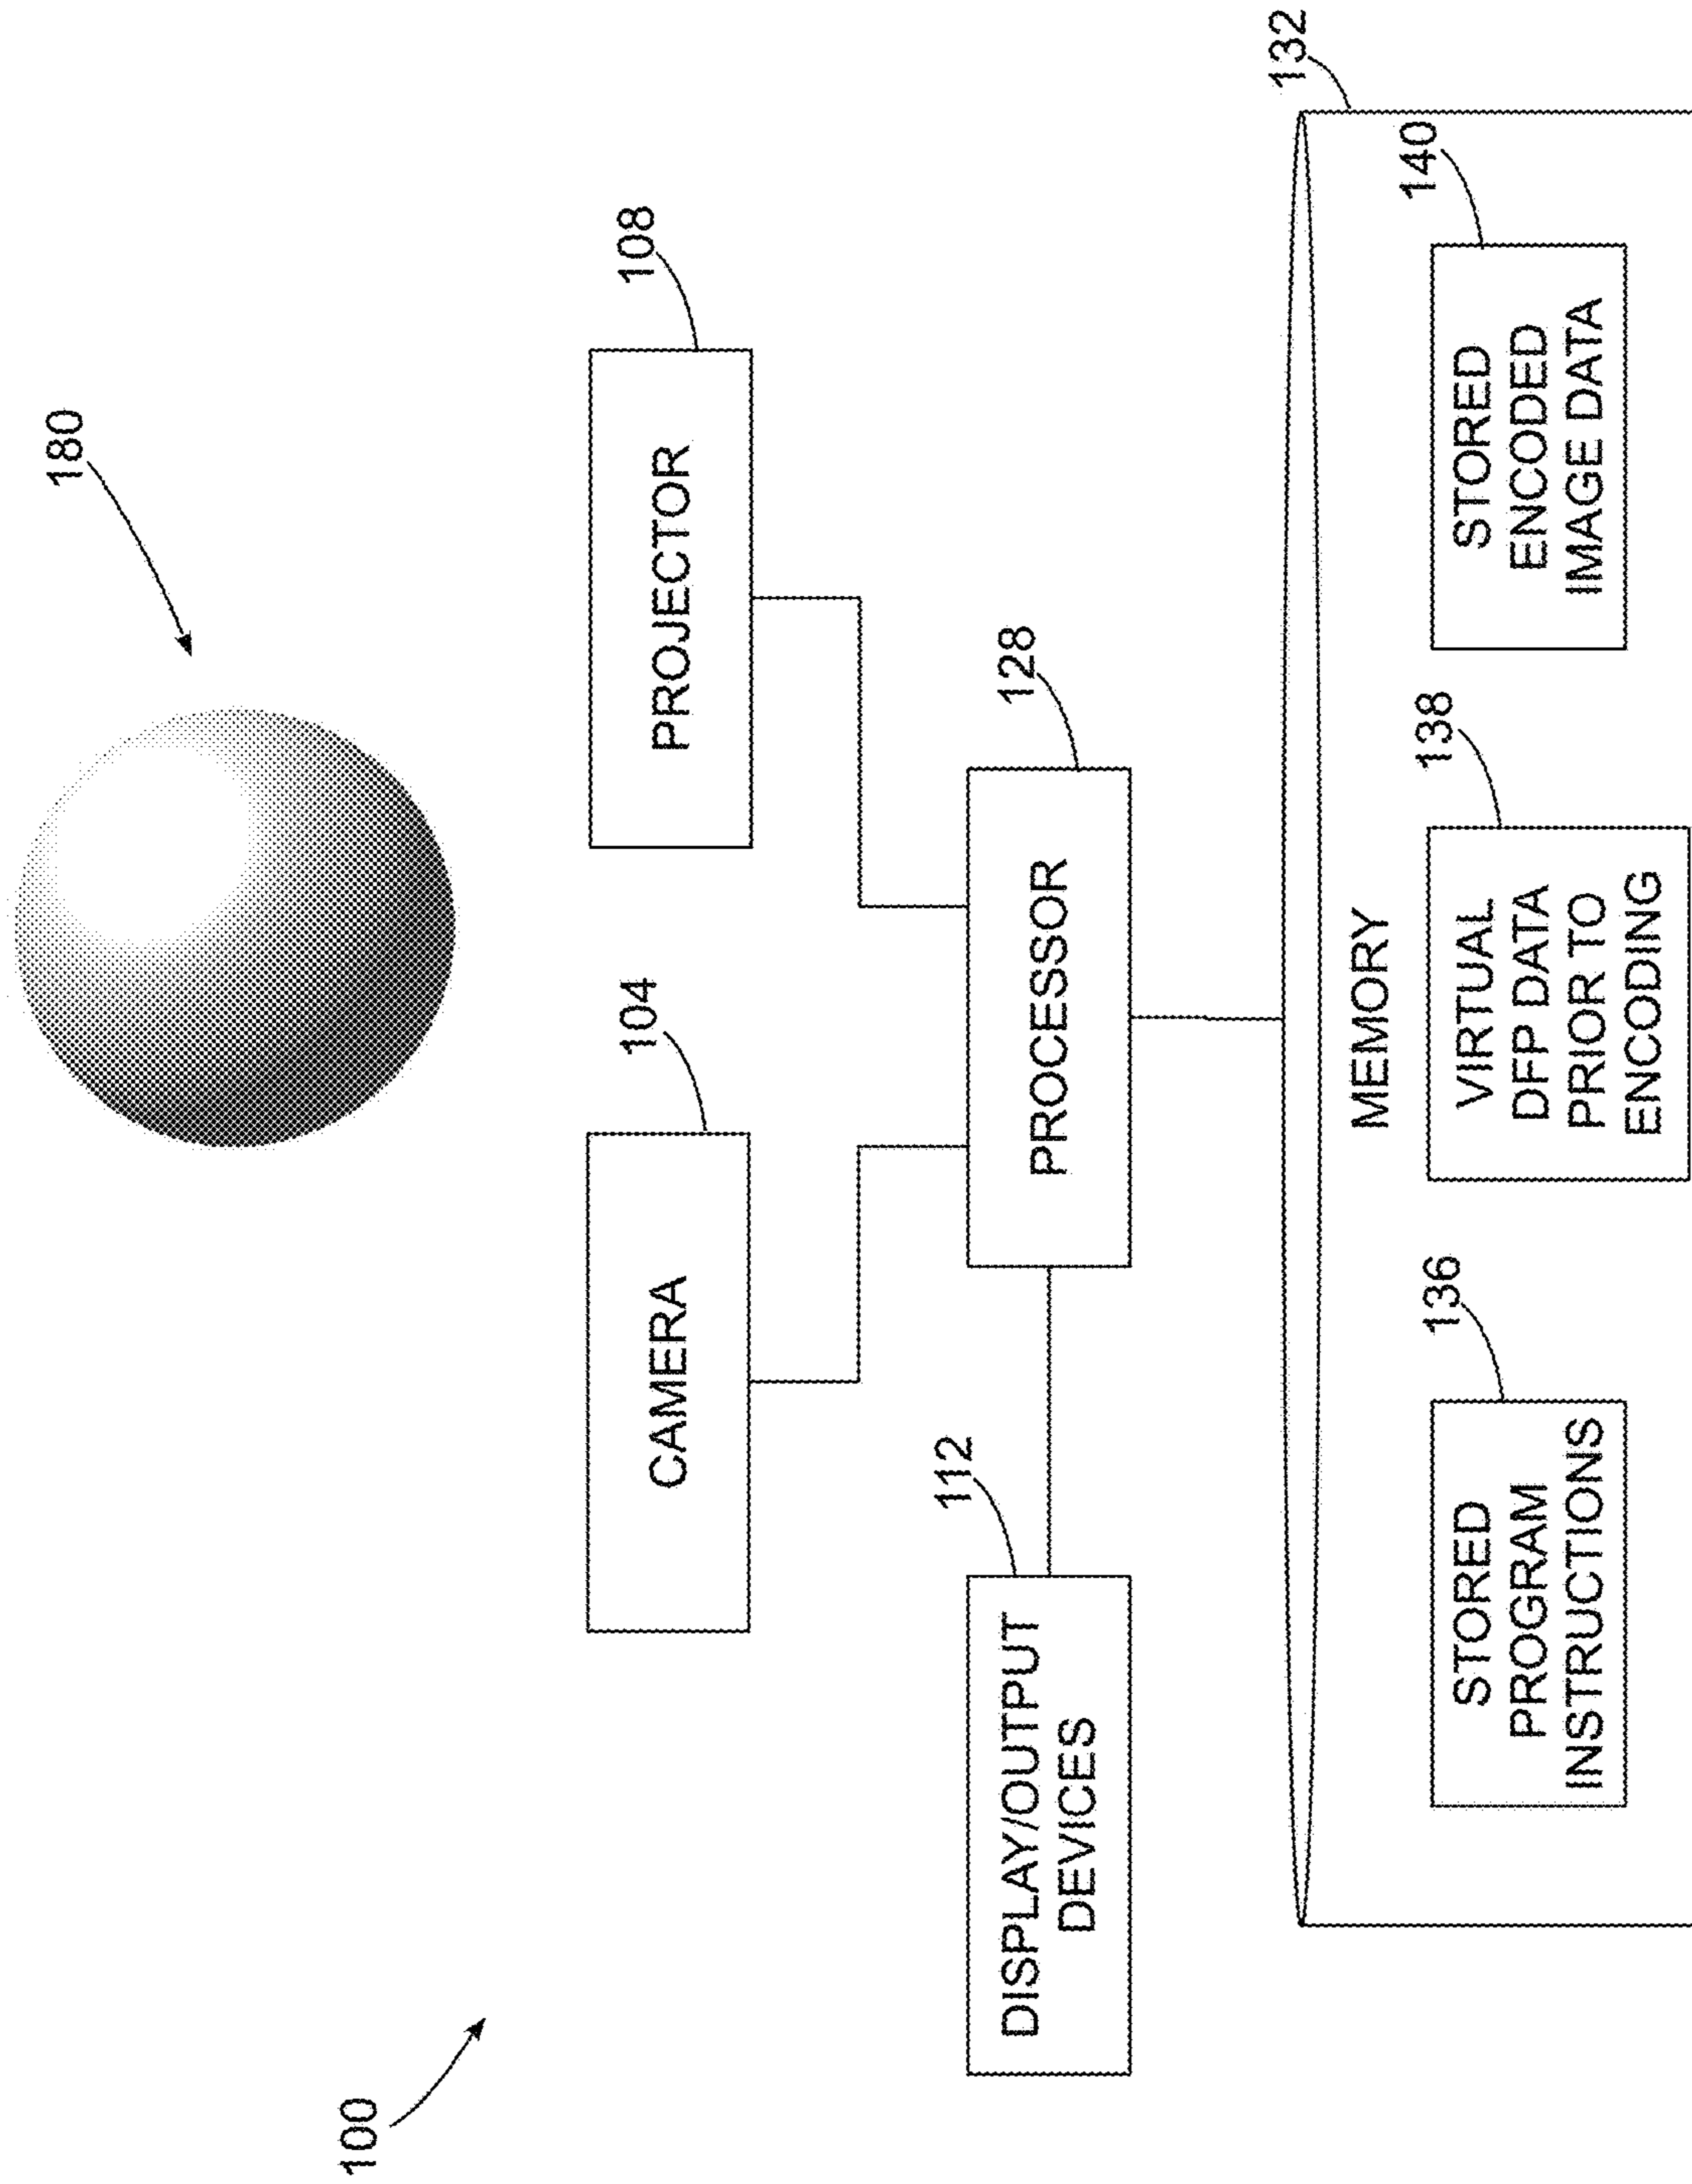 100
180
CAMERA
104
PROJECTOR
108
DISPLAY/OUTPUT
DEVICES
112
PROCESSOR
128
132
MEMORY
STORED
PROGRAM
INSTRUCTIONS
136
VIRTUAL
DFP DATA
PRIOR TO
ENCODING
138
STORED
ENCODED
IMAGE DATA
140